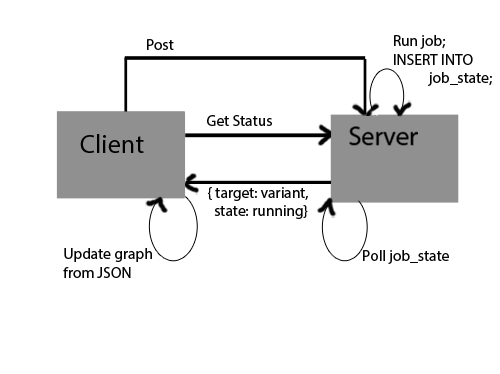 Post
Run job;
INSERT INTO
job_state;
Get Status
Client
Server
{ target: variant,
state: running}
Update graph
from JSON
Poll job_state